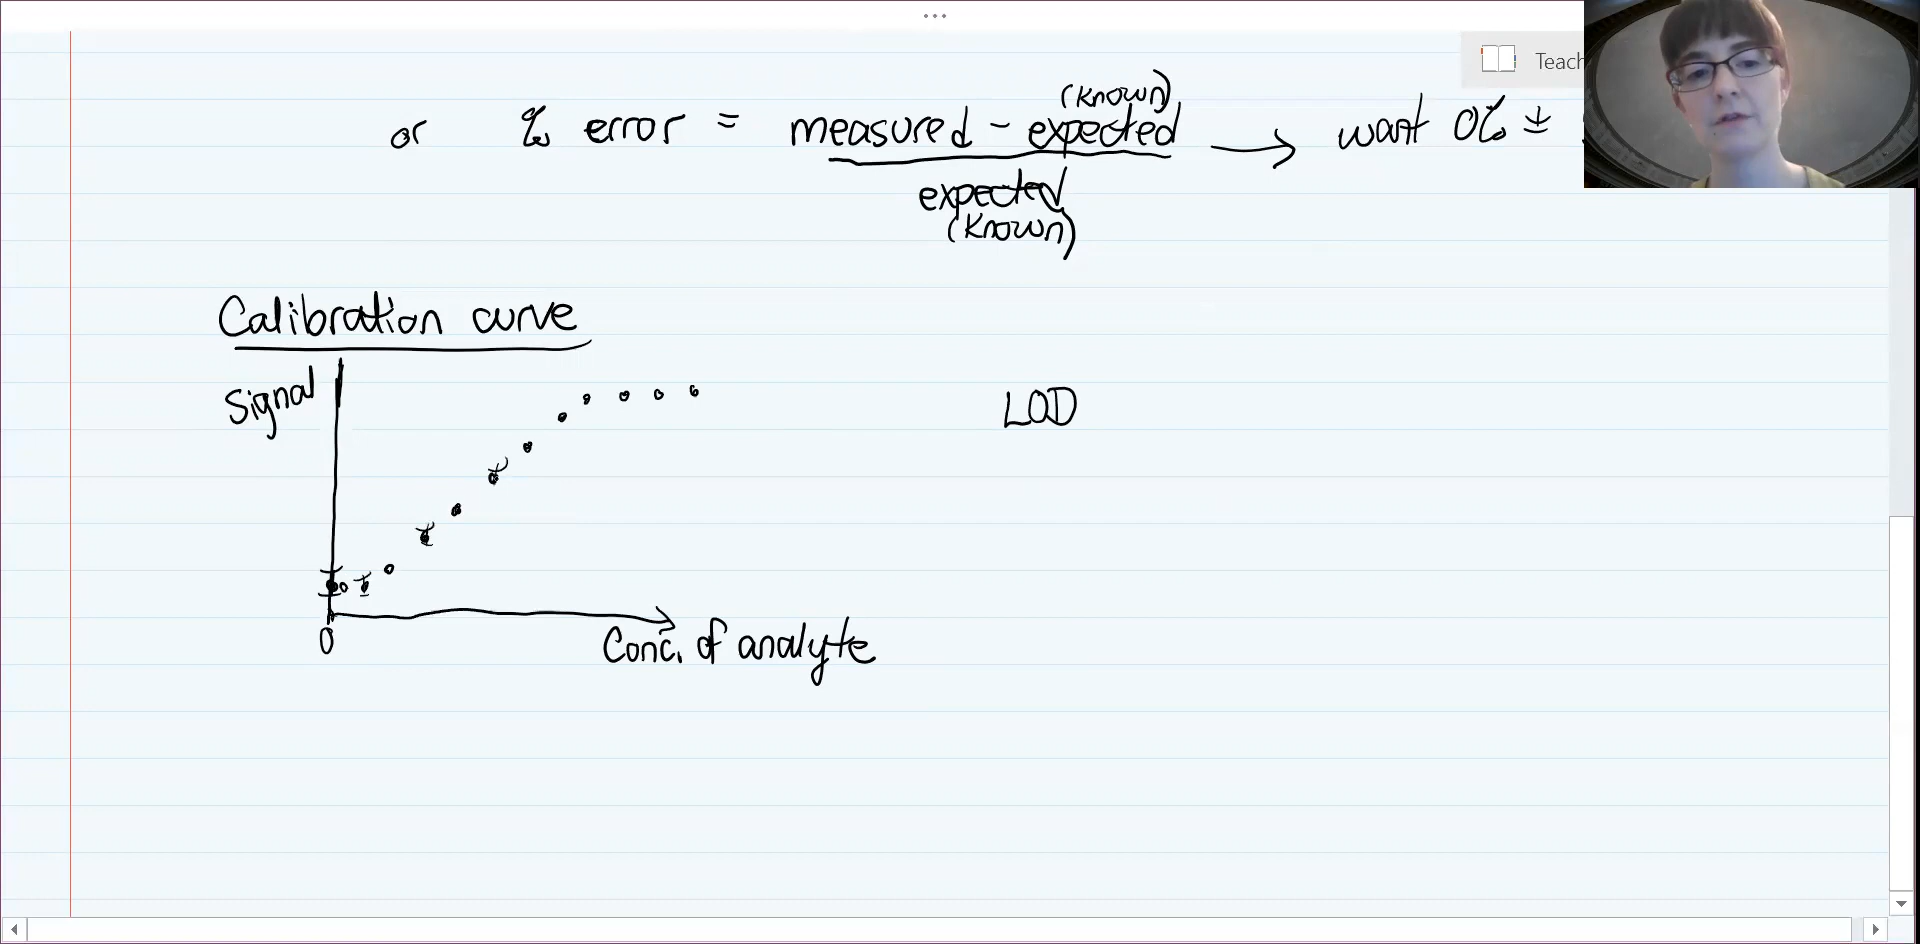 Teach
(known)
or % error = measured - expected → want 0% ±
expected
(known)
Calibration curve
Signal
LOD
0
Conc. of analyte